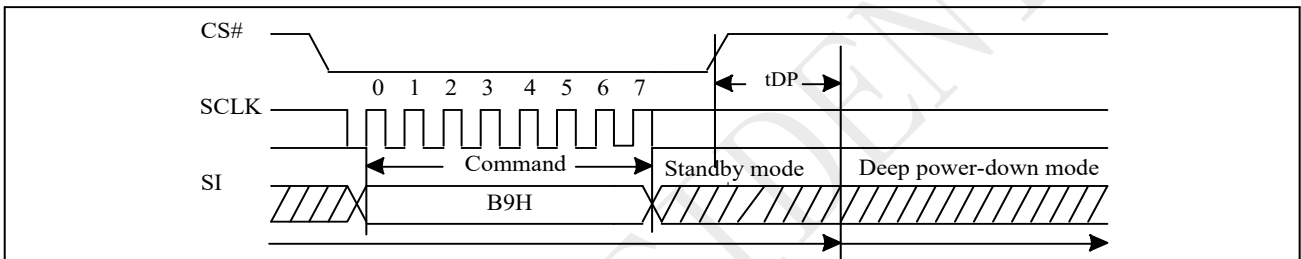 CS#
tDP
0 1 2 3 4 5 6 7
SCLK
Command
Standby mode
Deep power-down mode
SI
B9H